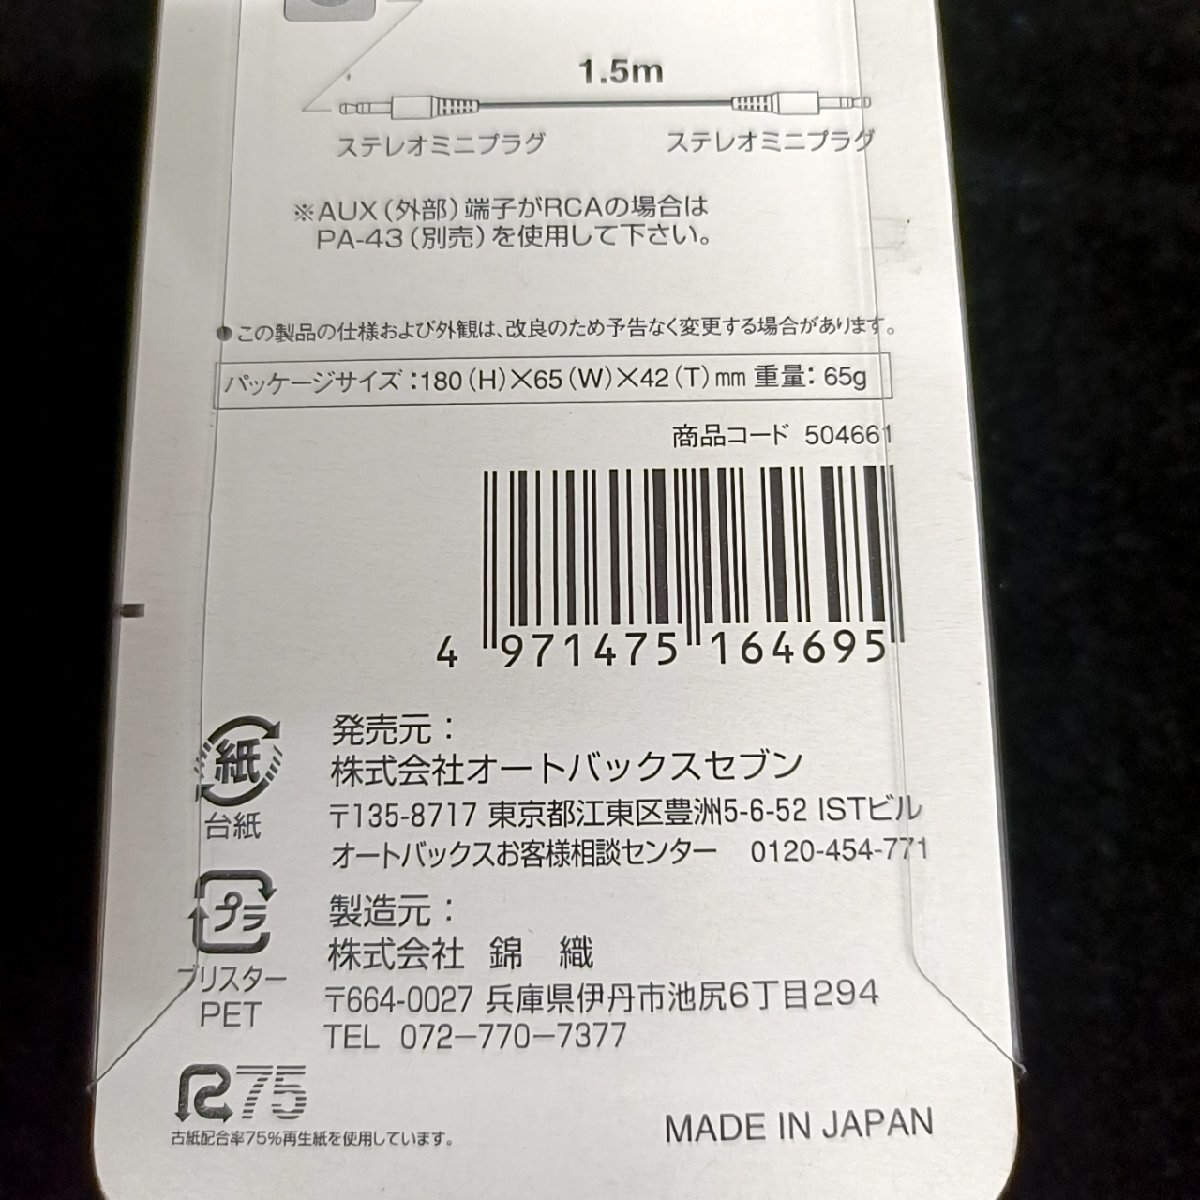 1.5m
ステレオミニプラグ ステレオミニプラグ
※AUX(外部)端子がRCAの場合は
PA-43(別売)を使用して下さい。
●この製品の仕様および外観は、改良のため予告なく変更する場合があります。
パッケージサイズ:180(H)×65(W)×42(T)mm 重量:65g
商品コード 504661
4 971475 164695
紙
台紙
プラ
ブリスター
PET
発売元:
株式会社オートバックスセブン
〒135-8717 東京都江東区豊洲5-6-52 ISTビル
オートバックスお客様相談センター 0120-454-771
製造元:
株式会社 錦 織
〒664-0027 兵庫県伊丹市池尻6丁目294
TEL 072-770-7377
R75
古紙配合率75%再生紙を使用しています。
MADE IN JAPAN